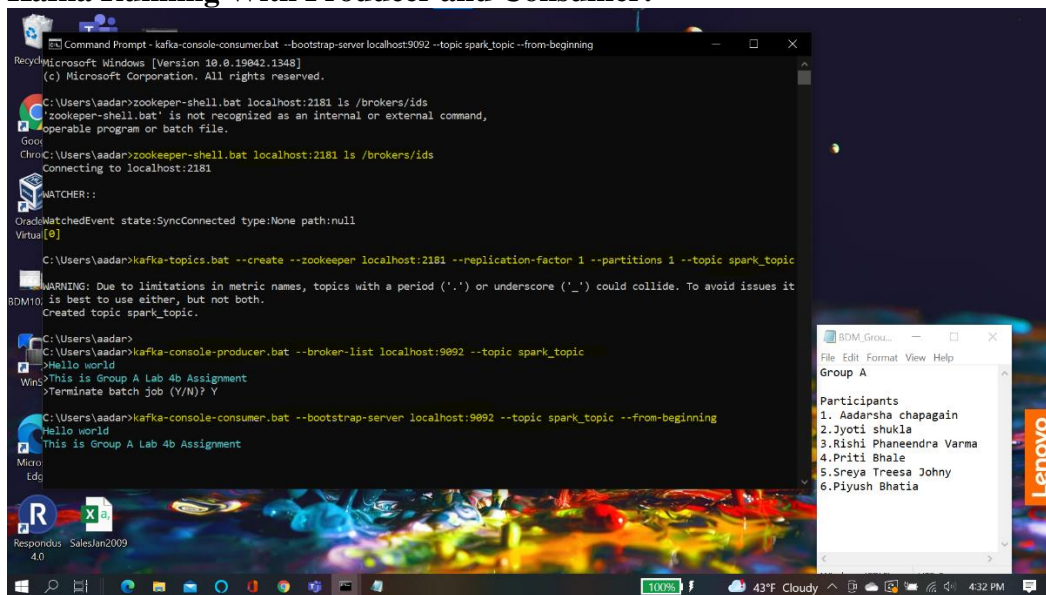 Kafka Running With Producer and Consumer:
Command Prompt - kafka-console-consumer.bat --bootstrap-server localhost:9092 --topic spark_topic --from-beginning
Microsoft Windows [Version 10.0.19042.1348]
(c) Microsoft Corporation. All rights reserved.
C:\Users\aadar>zookeper-shell.bat localhost:2181 ls /brokers/ids
'zookeper-shell.bat' is not recognized as an internal or external command,
operable program or batch file.
C:\Users\aadar>zookeeper-shell.bat localhost:2181 ls /brokers/ids
Connecting to localhost:2181
WATCHER::
WatchedEvent state:SyncConnected type:None path:null
[0]
C:\Users\aadar>kafka-topics.bat --create --zookeeper localhost:2181 --replication-factor 1 --partitions 1 --topic spark_topic
WARNING: Due to limitations in metric names, topics with a period ('.') or underscore ('_') could collide. To avoid issues it
is best to use either, but not both.
Created topic spark_topic.
C:\Users\aadar>
C:\Users\aadar>kafka-console-producer.bat --broker-list localhost:9092 --topic spark_topic
>Hello world
>This is Group A Lab 4b Assignment
>Terminate batch job (Y/N)? Y
C:\Users\aadar>kafka-console-consumer.bat --bootstrap-server localhost:9092 --topic spark_topic --from-beginning
Hello world
This is Group A Lab 4b Assignment
Recycl
Goo
Chro
Oracle
Virtual
BDM10
WinS
Micro
Edg
Respondus
4.0
SalesJan2009
BDM_Grou...
File Edit Format View Help
Group A
Participants
1. Aadarsha chapagain
2.Jyoti shukla
3.Rishi Phaneendra Varma
4.Priti Bhale
5.Sreya Treesa Johny
6.Piyush Bhatia
Lenovo
100%
43°F Cloudy
4:32 PM